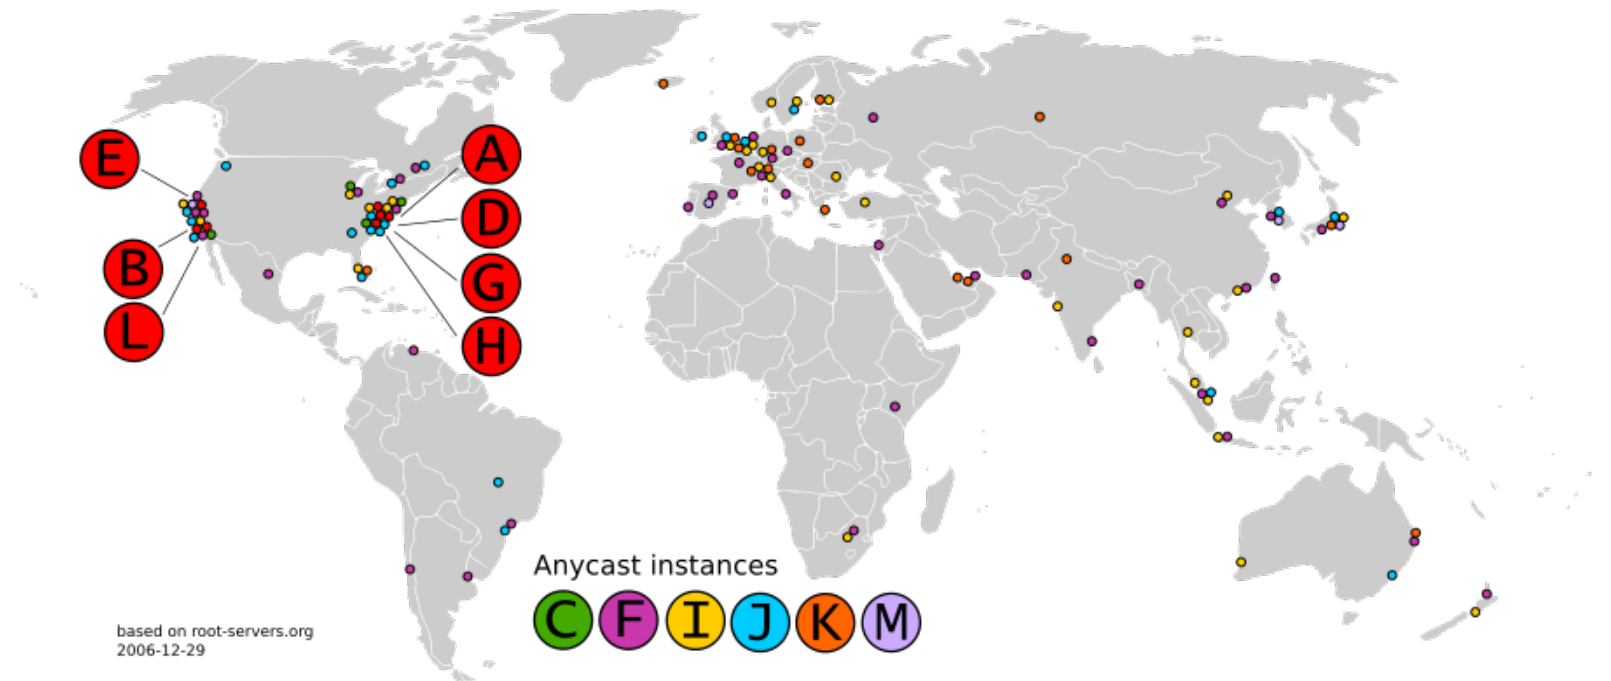 E
B
L
A
D
G
H
Anycast instances
C F I J K M
based on root-servers.org
2006-12-29